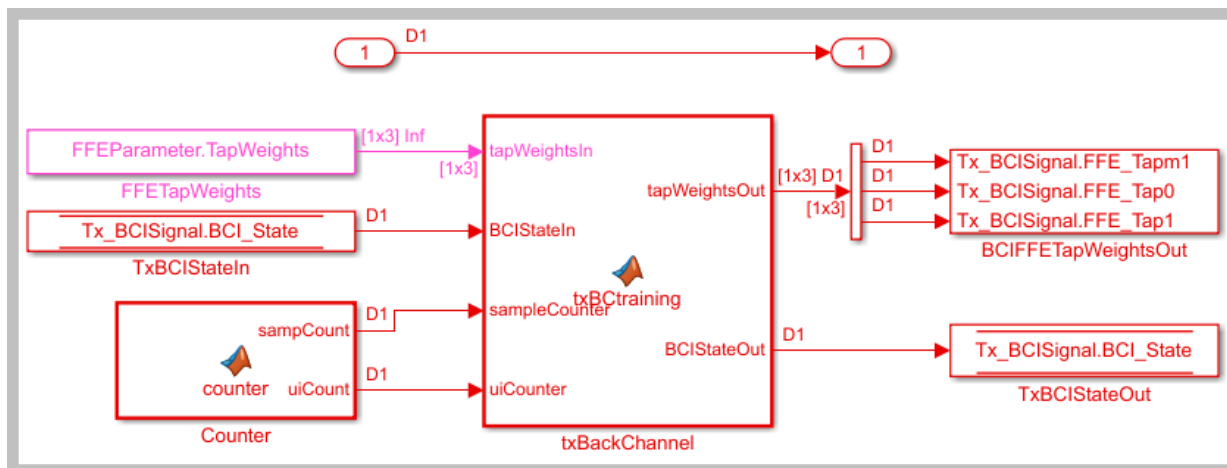 D1
1
1
[1x3] Inf
FFEParameter.TapWeights
tapWeightsIn
[1x3]
FFETapWeights
D1
Tx_BCISignal.BCI_State
BCIStateIn
TxBCIStateIn
sampCount
D1
sampleCounter
counter
uiCount
D1
uiCounter
Counter
txBCtraining
tapWeightsOut
[1x3] D1
[1x3]
BCIStateOut
D1
txBackChannel
D1
Tx_BCISignal.FFE_Tapm1
D1
Tx_BCISignal.FFE_Tap0
D1
Tx_BCISignal.FFE_Tap1
BCIFFETapWeightsOut
Tx_BCISignal.BCI_State
TxBCIStateOut